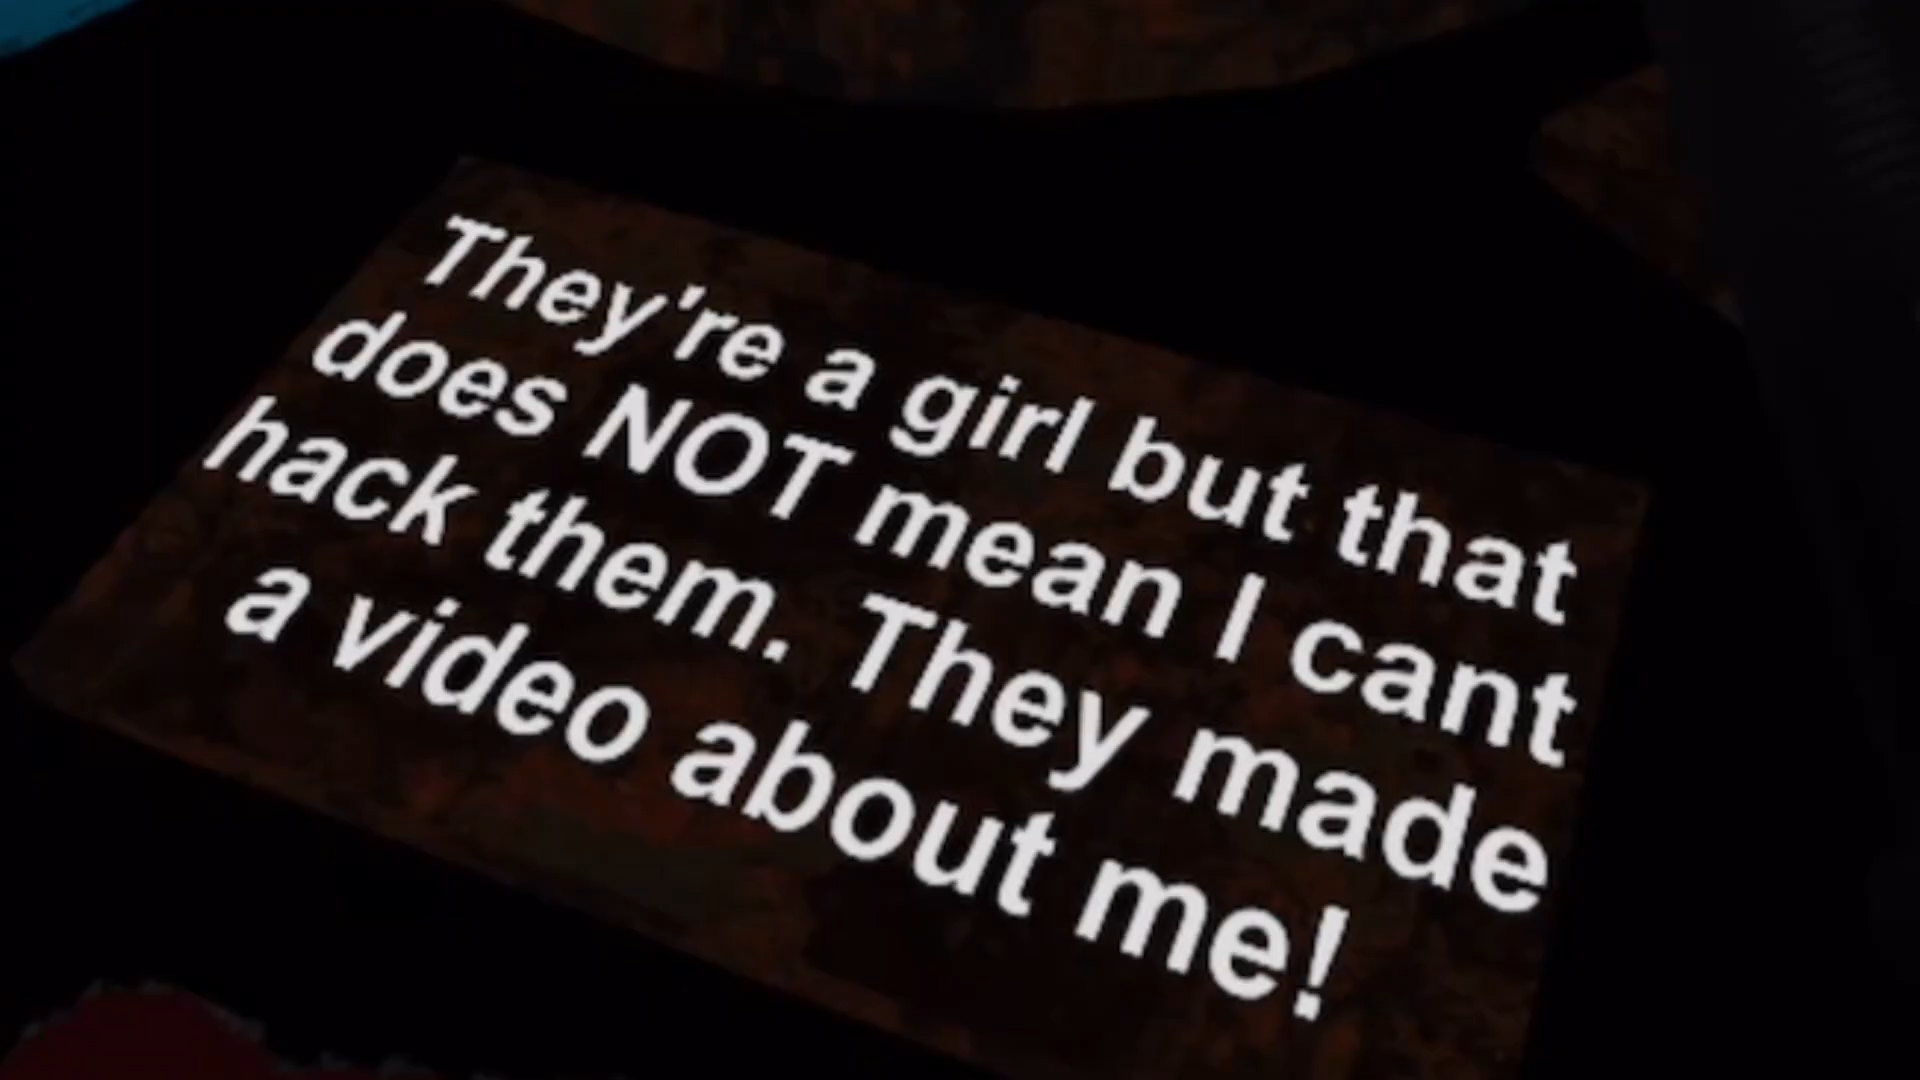 They're a girl but that
does NOT mean I cant
hack them. They made
a video about me!